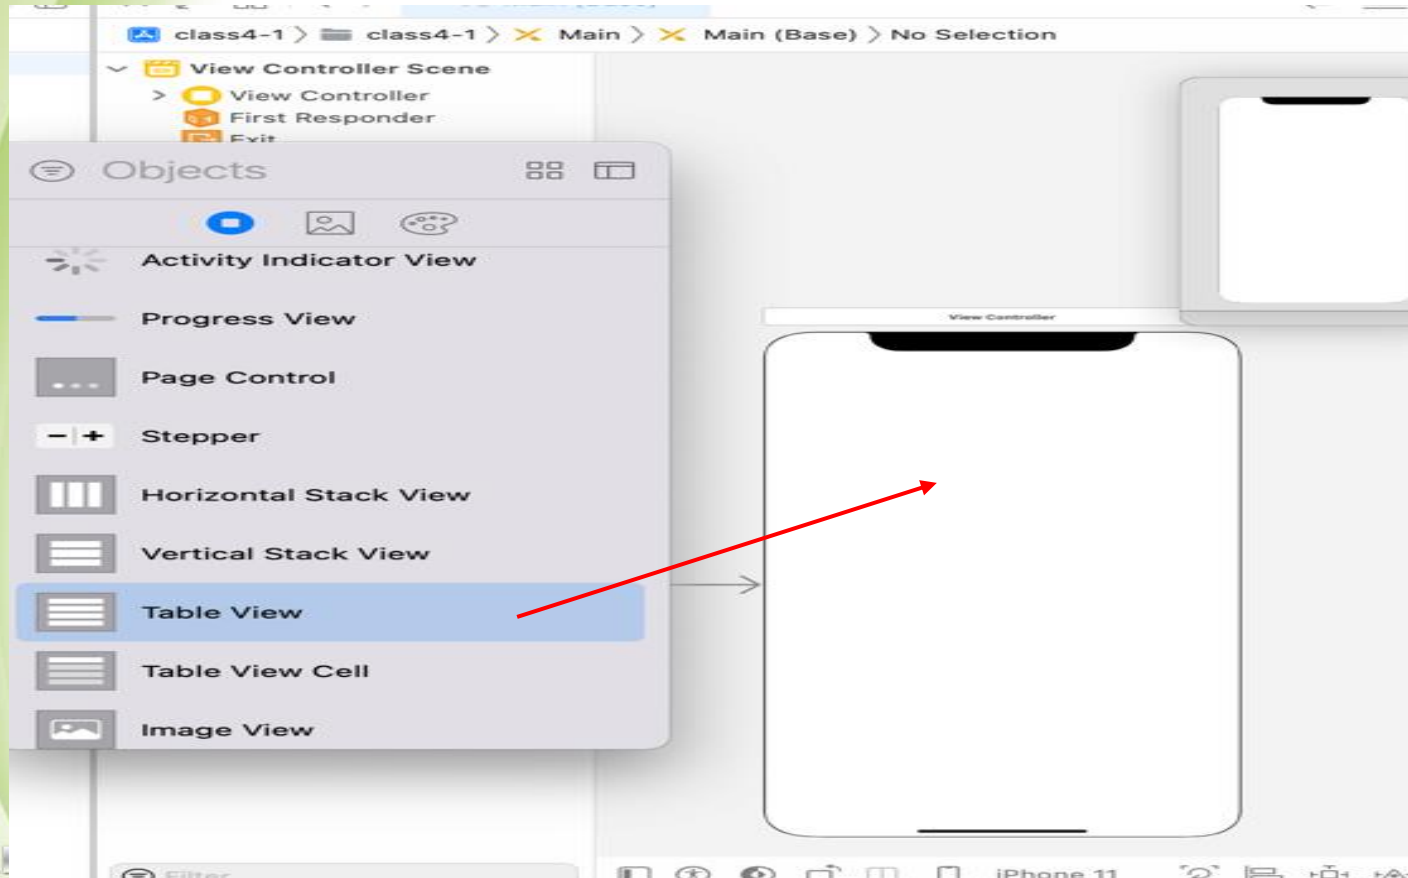 class4-1 〉 class4-1 〉 Main 〉 Main (Base) 〉 No Selection
View Controller Scene
> View Controller
First Responder
Exit
Objects
Activity Indicator View
Progress View
Page Control
Stepper
Horizontal Stack View
Vertical Stack View
Table View
Table View Cell
Image View
View Controller
Filter
iPhone 11